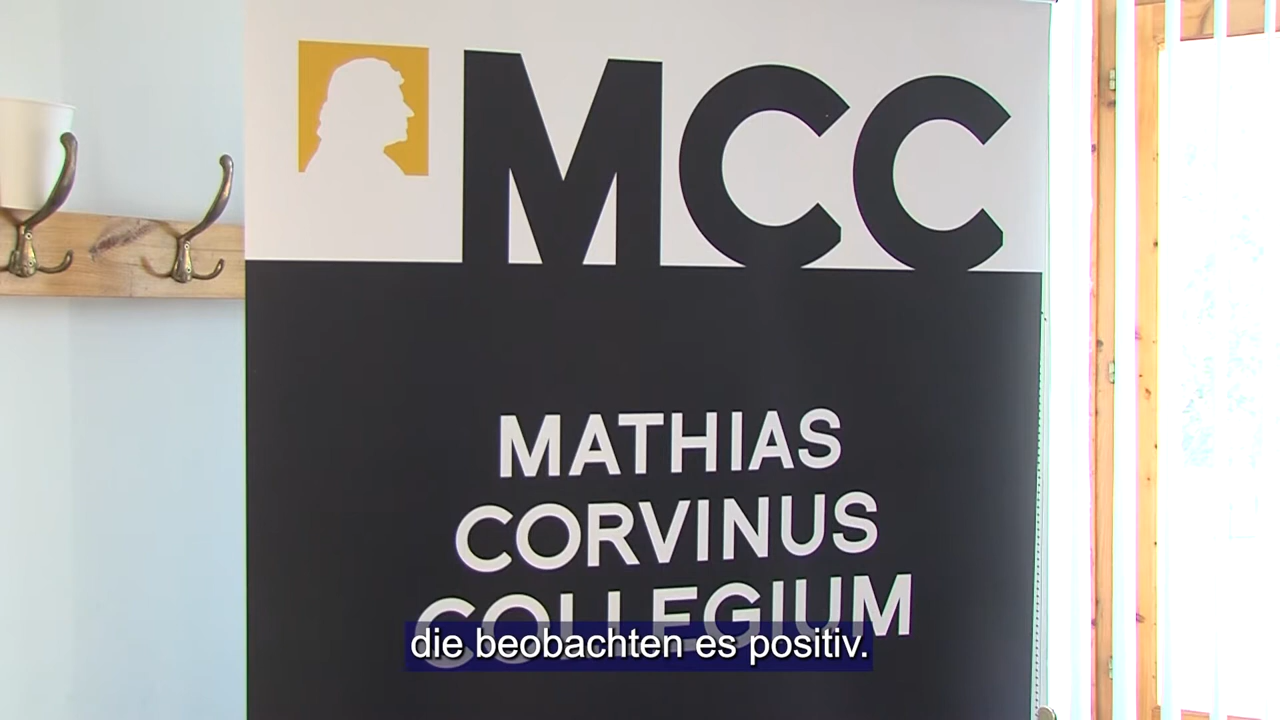 MCC
MATHIAS
CORVINUS
COLLEGIUM
die beobachten es positiv.